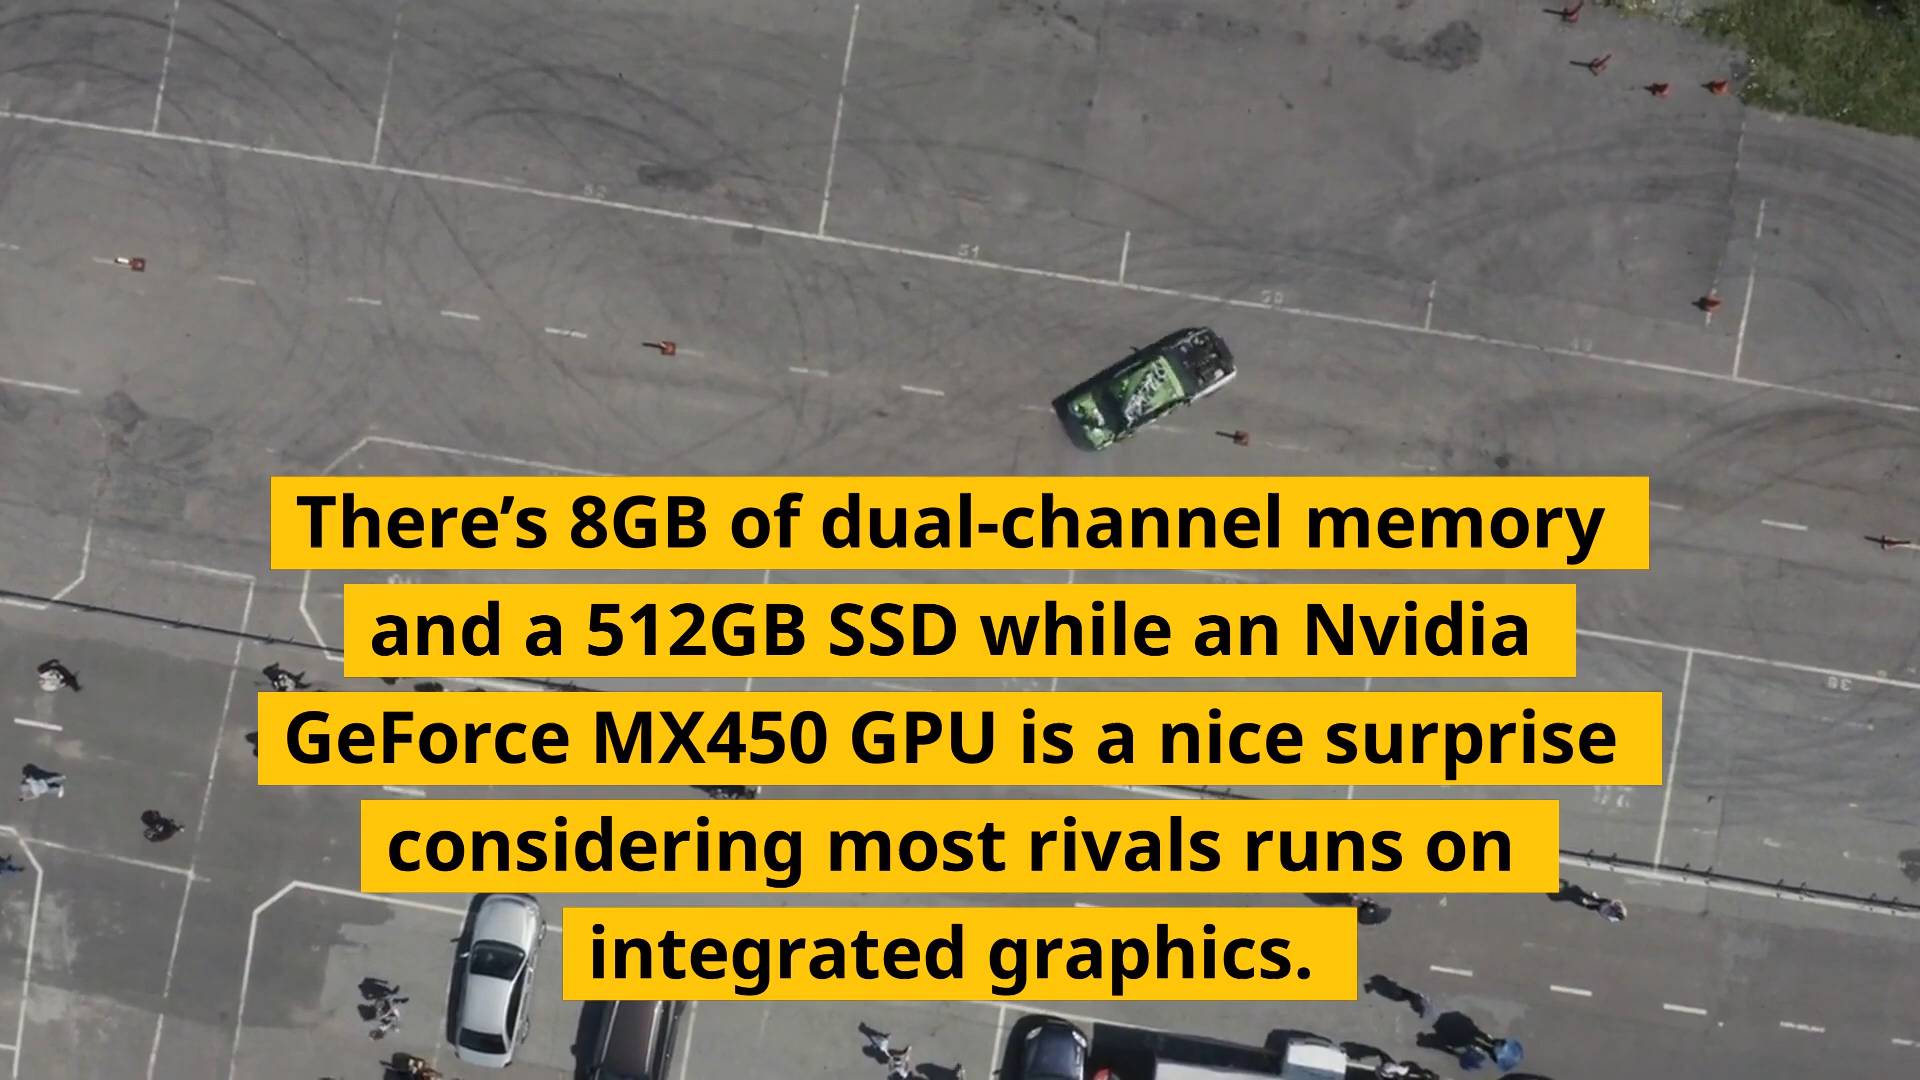 There’s 8GB of dual-channel memory
and a 512GB SSD while an Nvidia
GeForce MX450 GPU is a nice surprise
considering most rivals runs on
integrated graphics.